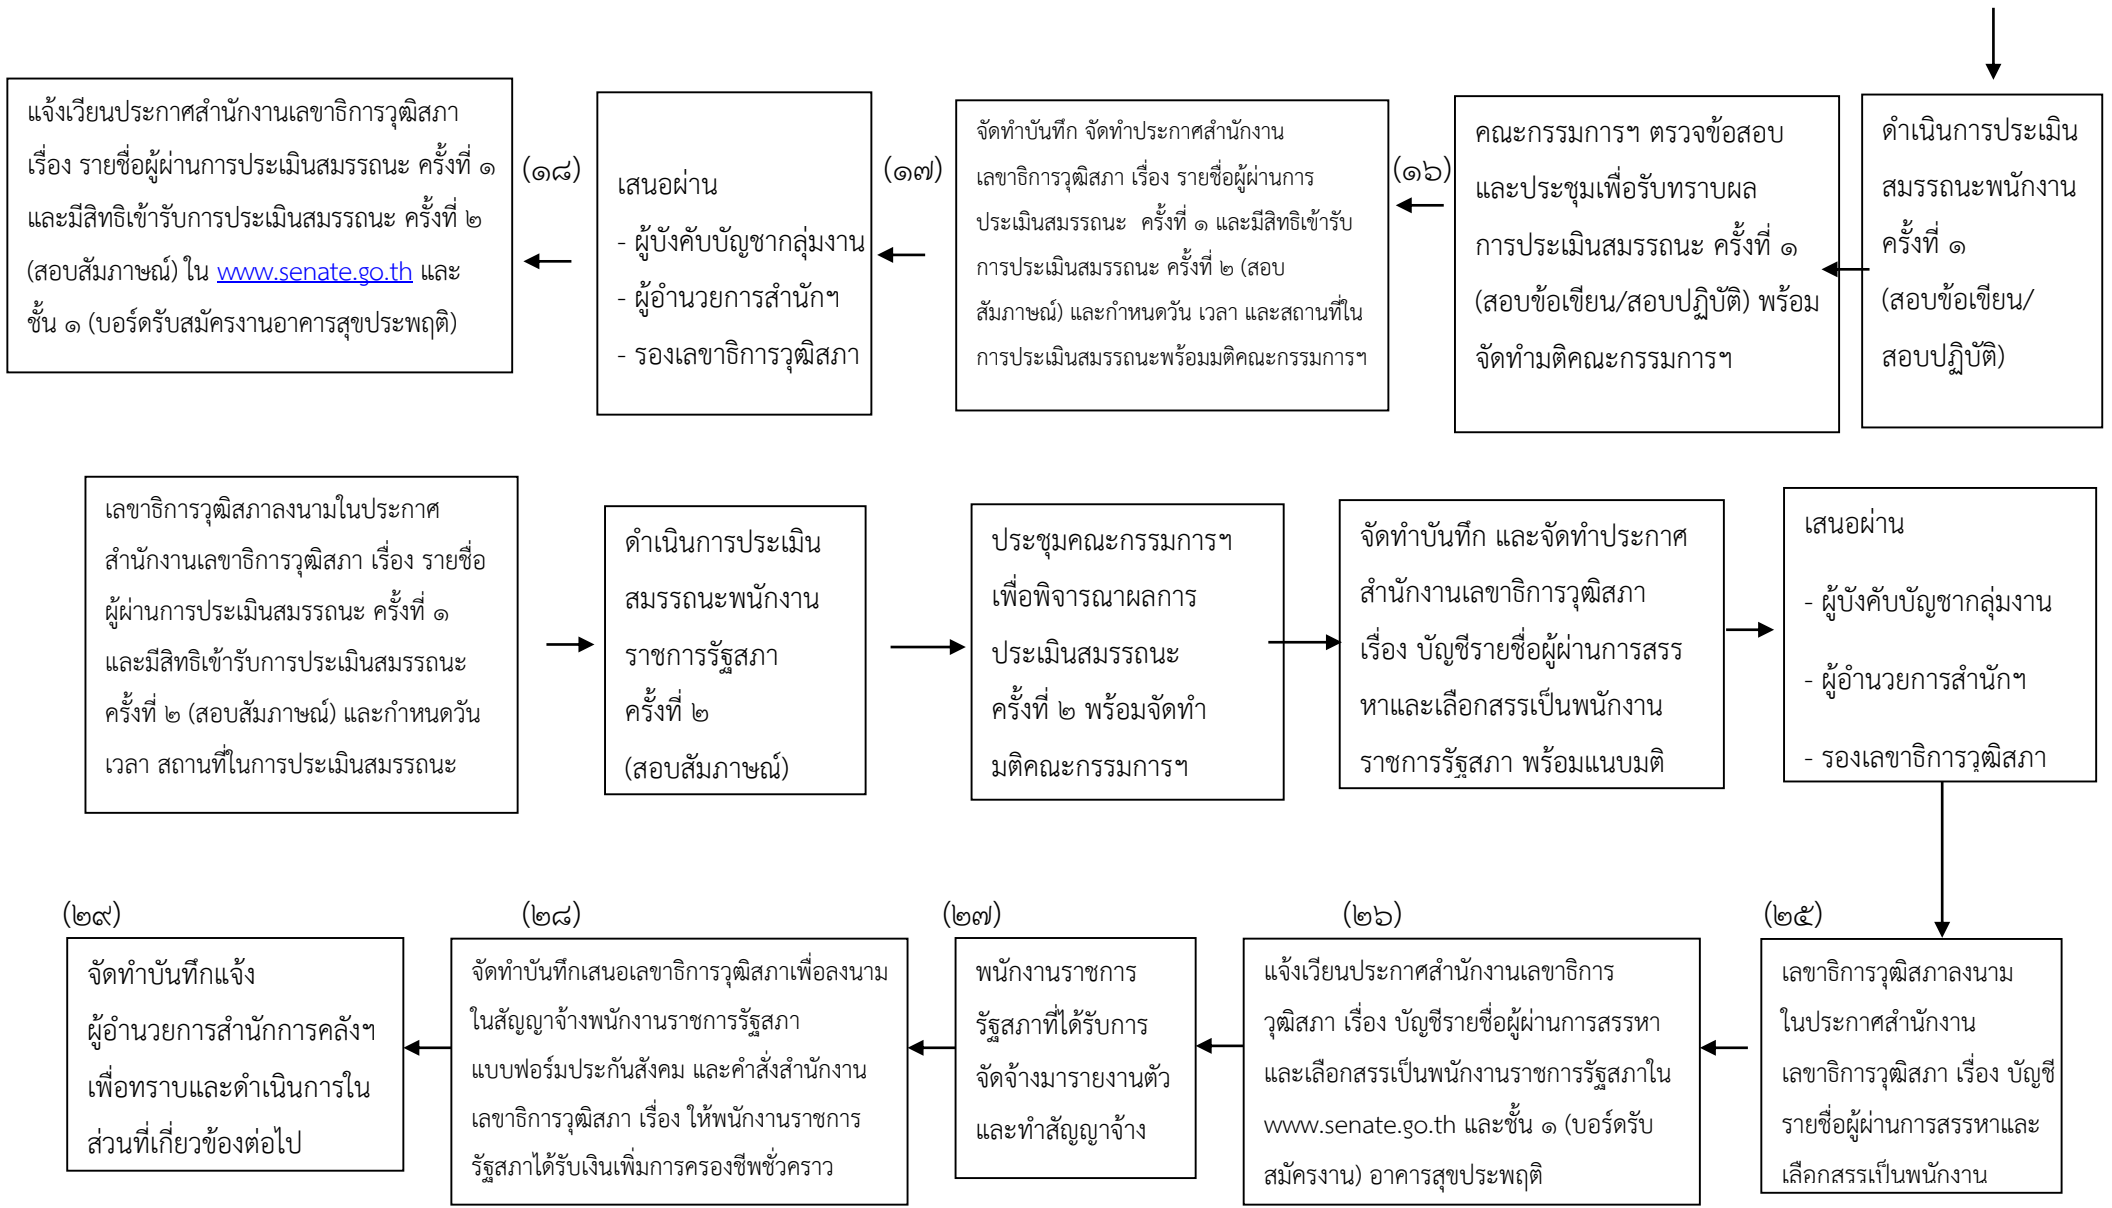 ดำเนินการประเมิน
สมรรถนะพนักงาน
ครั้งที่ ๑
(สอบข้อเขียน/
สอบปฏิบัติ)
(๑๖)
คณะกรรมการฯ ตรวจข้อสอบ
และประชุมเพื่อรับทราบผล
การประเมินสมรรถนะ ครั้งที่ ๑
(สอบข้อเขียน/สอบปฏิบัติ) พร้อม
จัดทำมติคณะกรรมการฯ
(๑๗)
จัดทำบันทึก จัดทำประกาศสำนักงาน
เลขาธิการวุฒิสภา เรื่อง รายชื่อผู้ผ่านการ
ประเมินสมรรถนะ ครั้งที่ ๑ และมีสิทธิเข้ารับ
การประเมินสมรรถนะ ครั้งที่ ๒ (สอบ
สัมภาษณ์) และกำหนดวัน เวลา และสถานที่ใน
การประเมินสมรรถนะพร้อมมติคณะกรรมการฯ
(๑๘)
เสนอผ่าน
- ผู้บังคับบัญชากลุ่มงาน
- ผู้อำนวยการสำนักฯ
- รองเลขาธิการวุฒิสภา
แจ้งเวียนประกาศสำนักงานเลขาธิการวุฒิสภา
เรื่อง รายชื่อผู้ผ่านการประเมินสมรรถนะ ครั้งที่ ๑
และมีสิทธิเข้ารับการประเมินสมรรถนะ ครั้งที่ ๒
(สอบสัมภาษณ์) ใน www.senate.go.th และ
ชั้น ๑ (บอร์ดรับสมัครงานอาคารสุขประพฤติ)
เลขาธิการวุฒิสภาลงนามในประกาศ
สำนักงานเลขาธิการวุฒิสภา เรื่อง รายชื่อ
ผู้ผ่านการประเมินสมรรถนะ ครั้งที่ ๑
และมีสิทธิเข้ารับการประเมินสมรรถนะ
ครั้งที่ ๒ (สอบสัมภาษณ์) และกำหนดวัน
เวลา สถานที่ในการประเมินสมรรถนะ
ดำเนินการประเมิน
สมรรถนะพนักงาน
ราชการรัฐสภา
ครั้งที่ ๒
(สอบสัมภาษณ์)
ประชุมคณะกรรมการฯ
เพื่อพิจารณาผลการ
ประเมินสมรรถนะ
ครั้งที่ ๒ พร้อมจัดทำ
มติคณะกรรมการฯ
จัดทำบันทึก และจัดทำประกาศ
สำนักงานเลขาธิการวุฒิสภา
เรื่อง บัญชีรายชื่อผู้ผ่านการสรร
หาและเลือกสรรเป็นพนักงาน
ราชการรัฐสภา พร้อมแนบมติ
เสนอผ่าน
- ผู้บังคับบัญชากลุ่มงาน
- ผู้อำนวยการสำนักฯ
- รองเลขาธิการวุฒิสภา
(๒๕)
เลขาธิการวุฒิสภาลงนาม
ในประกาศสำนักงาน
เลขาธิการวุฒิสภา เรื่อง บัญชี
รายชื่อผู้ผ่านการสรรหาและ
เลือกสรรเป็นพนักงาน
(๒๖)
แจ้งเวียนประกาศสำนักงานเลขาธิการ
วุฒิสภา เรื่อง บัญชีรายชื่อผู้ผ่านการสรรหา
และเลือกสรรเป็นพนักงานราชการรัฐสภาใน
www.senate.go.th และชั้น ๑ (บอร์ดรับ
สมัครงาน) อาคารสุขประพฤติ
(๒๗)
พนักงานราชการ
รัฐสภาที่ได้รับการ
จัดจ้างมารายงานตัว
และทำสัญญาจ้าง
(๒๘)
จัดทำบันทึกเสนอเลขาธิการวุฒิสภาเพื่อลงนาม
ในสัญญาจ้างพนักงานราชการรัฐสภา
แบบฟอร์มประกันสังคม และคำสั่งสำนักงาน
เลขาธิการวุฒิสภา เรื่อง ให้พนักงานราชการ
รัฐสภาได้รับเงินเพิ่มการครองชีพชั่วคราว
(๒๙)
จัดทำบันทึกแจ้ง
ผู้อำนวยการสำนักการคลังฯ
เพื่อทราบและดำเนินการใน
ส่วนที่เกี่ยวข้องต่อไป